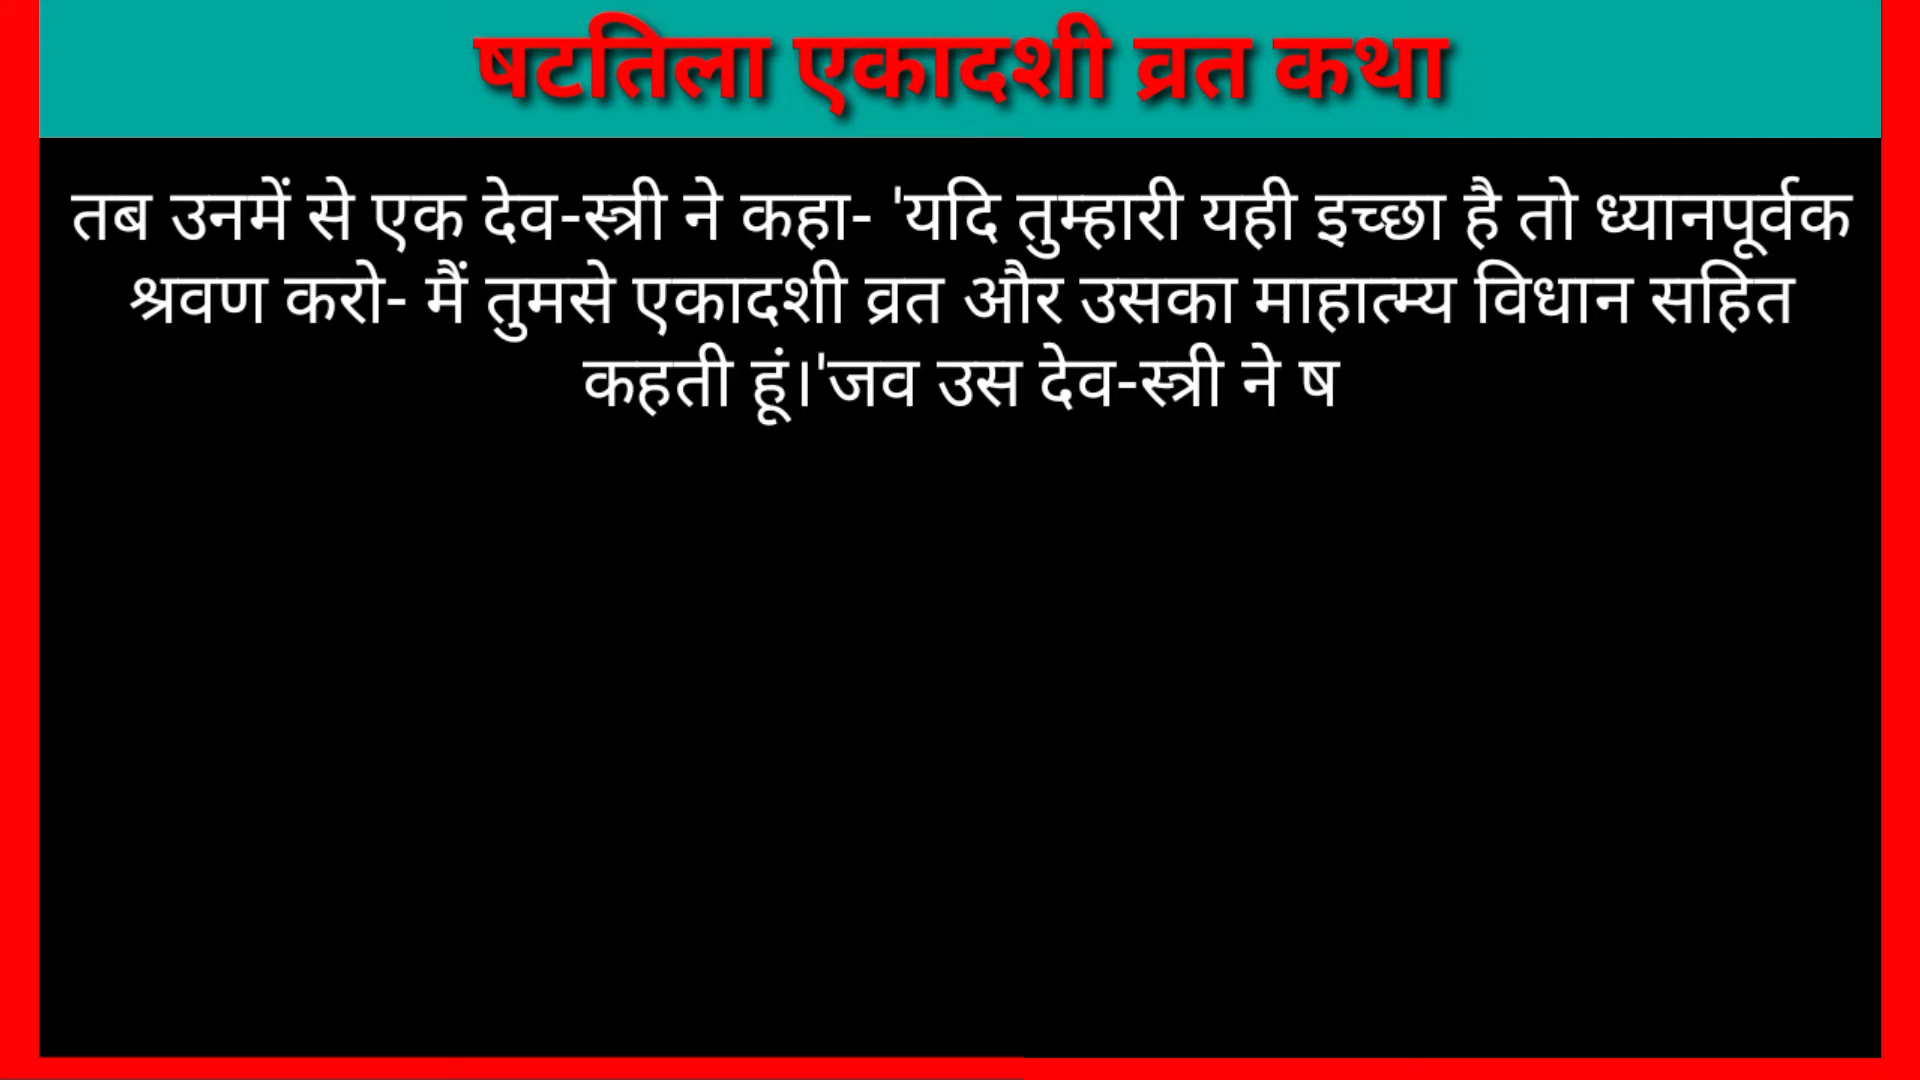 षटतिला एकादशी व्रत कथा
तब उनमें से एक देव-स्त्री ने कहा- 'यदि तुम्हारी यही इच्छा है तो ध्यानपूर्वक
श्रवण करो- मैं तुमसे एकादशी व्रत और उसका माहात्म्य विधान सहित
कहती हूं।'जव उस देव-स्त्री ने ष